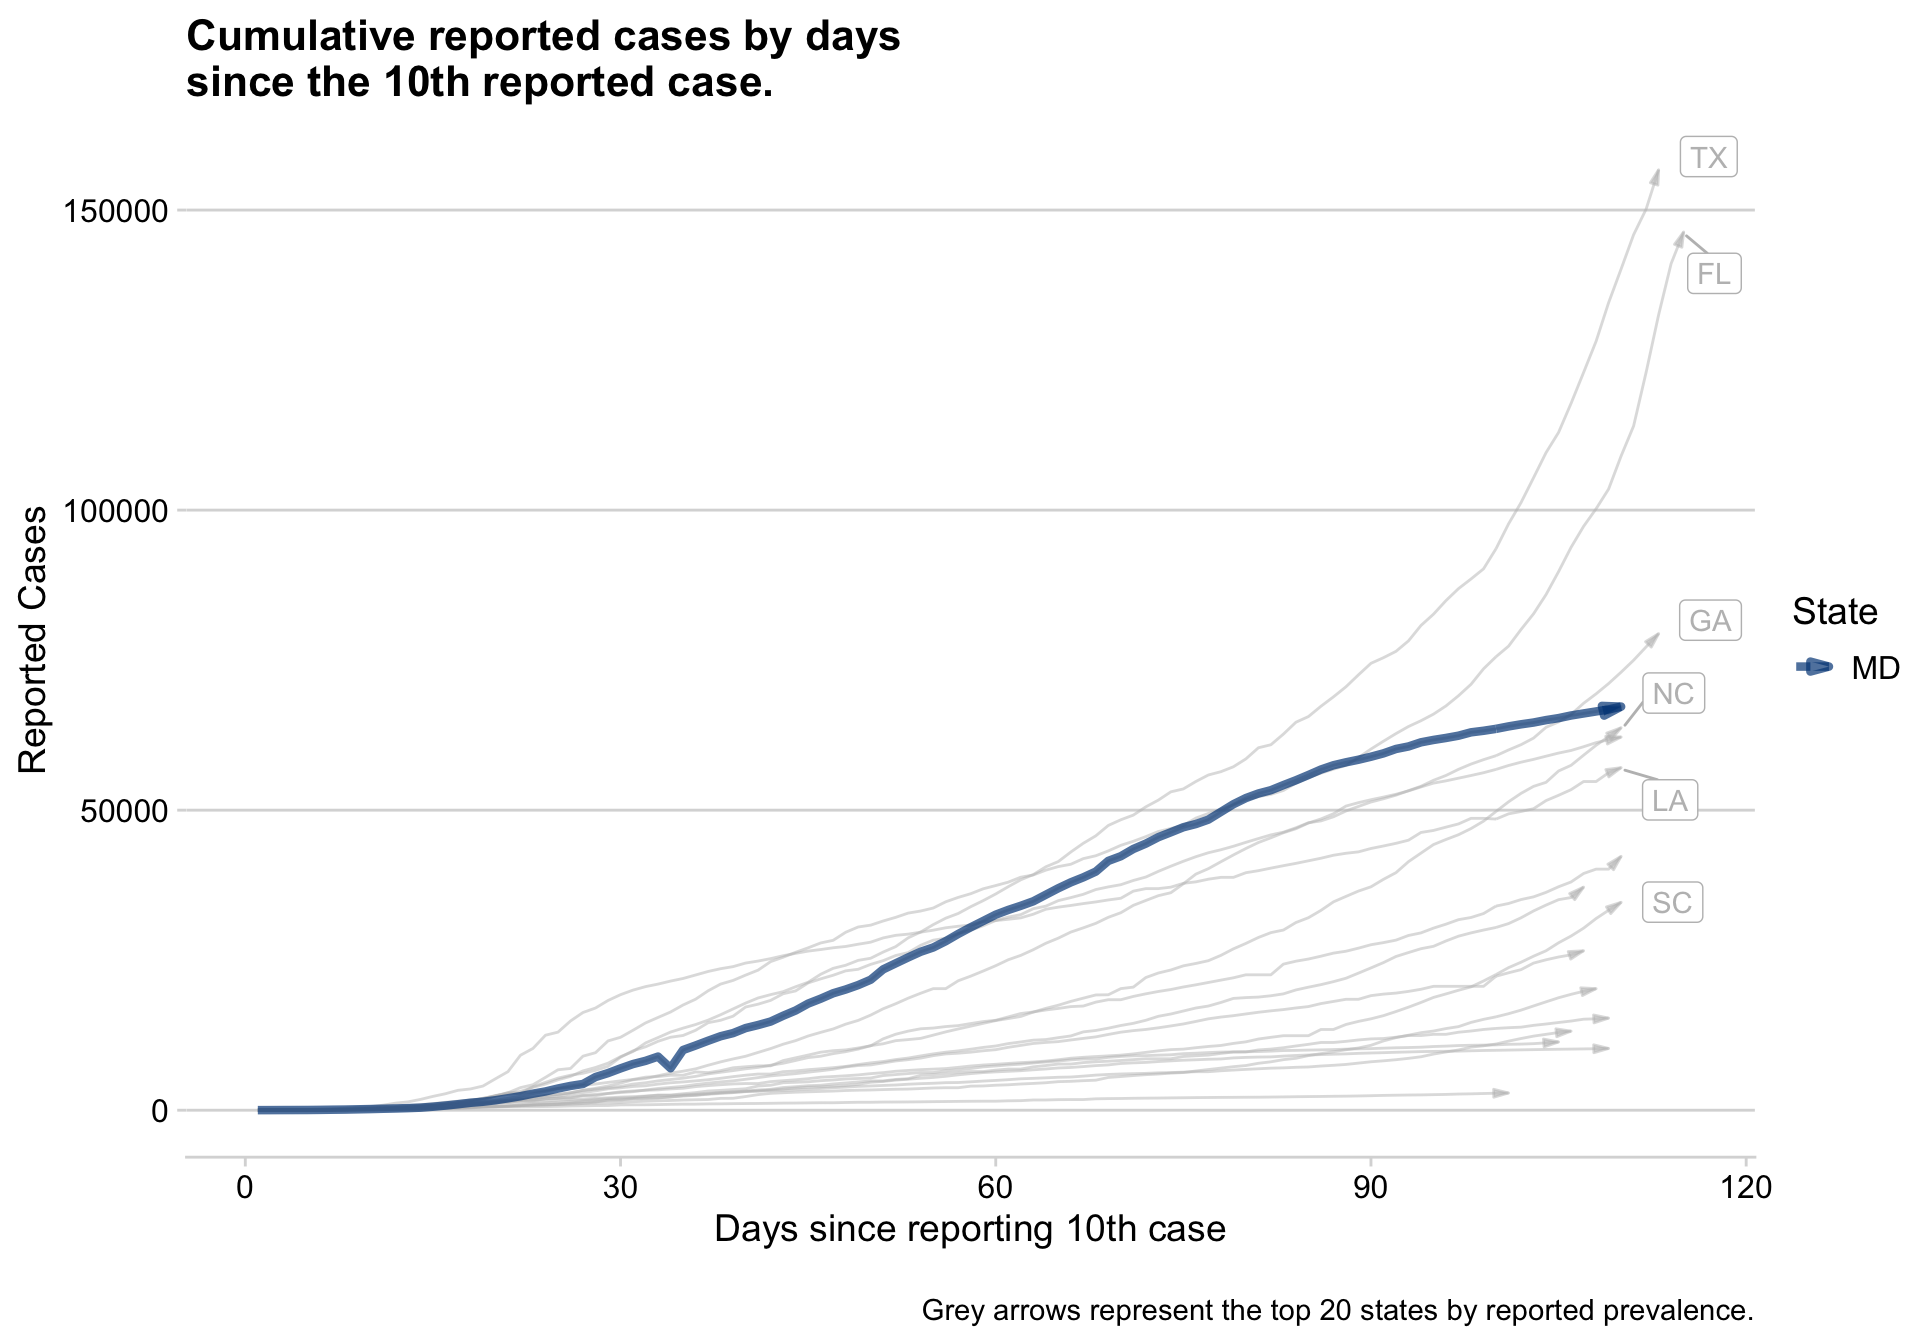 Cumulative reported cases by days
since the 10th reported case.
TX
150000
FL
100000
Reported Cases
GA
State
MD
NC
50000
LA
SC
0
0 30 60 90 120
Days since reporting 10th case
Grey arrows represent the top 20 states by reported prevalence.